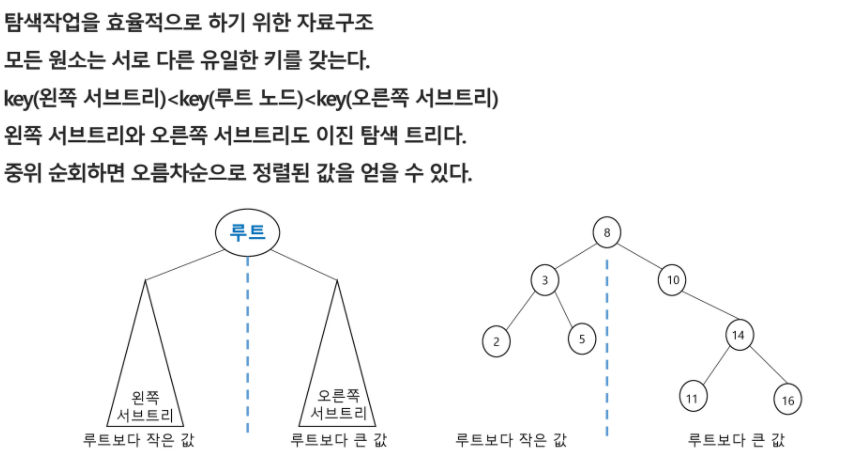 탐색작업을 효율적으로 하기 위한 자료구조
모든 원소는 서로 다른 유일한 키를 갖는다.
key(왼쪽 서브트리)<key(루트 노드)<key(오른쪽 서브트리)
왼쪽 서브트리와 오른쪽 서브트리도 이진 탐색 트리다.
중위 순회하면 오름차순으로 정렬된 값을 얻을 수 있다.
루트
왼쪽
서브트리
오른쪽
서브트리
루트보다 작은 값
루트보다 큰 값
8
3
10
2
5
14
11
16
루트보다 작은 값
루트보다 큰 값